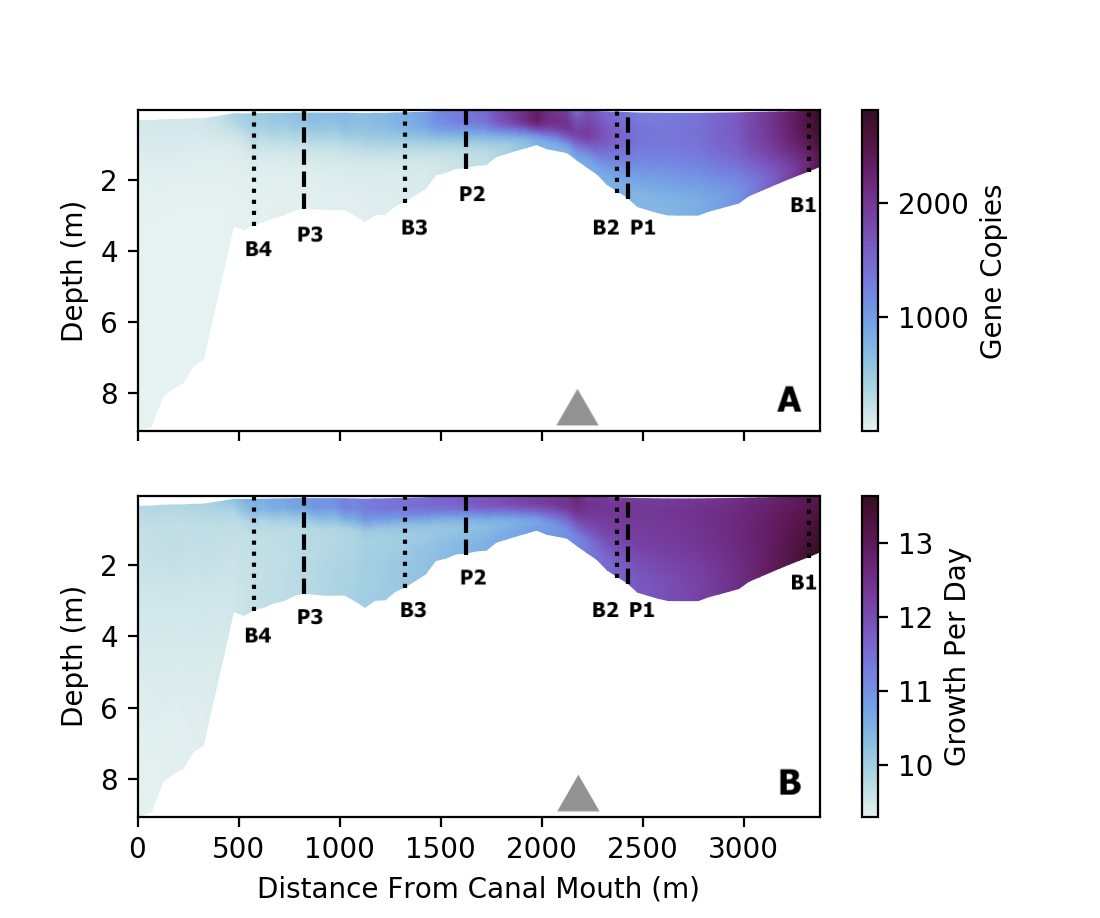 Depth (m)
2
4
6
8
B4
P3
B3
P2
B2
P1
B1
A
2000
1000
Gene Copies
Depth (m)
2
4
6
8
B4
P3
B3
P2
B2
P1
B1
B
13
12
11
10
Growth Per Day
0 500 1000 1500 2000 2500 3000
Distance From Canal Mouth (m)